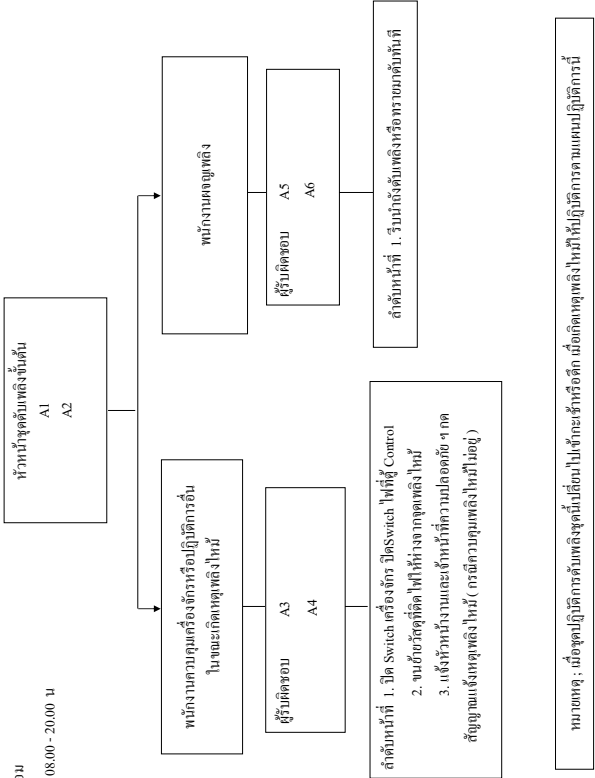 อม
08.00 - 20.00 น
หัวหน้าชุดดับเพลิงขั้นต้น
A1
A2
พนักงานควบคุมเครื่องจักรหรือปฏิบัติการอื่น
ในขณะเกิดเหตุเพลิงไหม้
ผู้รับผิดชอบ A3
A4
ลำดับหน้าที่ 1. ปิด Switch เครื่องจักร ปิดSwitch ไฟที่ตู้ Control
2. ขนย้ายวัสดุที่ติดไฟให้ห่างจากจุดเพลิงไหม้
3. แจ้งหัวหน้างานและเจ้าหน้าที่ความปลอดภัย ฯ กด
สัญญาณแจ้งเหตุเพลิงไหม้ ( กรณีควบคุมเพลิงไหม้ไม่อยู่ )
พนักงานผจญเพลิง
ผู้รับผิดชอบ A5
A6
ลำดับหน้าที่ 1. รีบนำถังดับเพลิงหรือทรายมาดับทันที
หมายเหตุ ; เมื่อชุดปฏิบัติการดับเพลิงชุดนี้เปลี่ยนไปเข้ากะเช้าหรือดึก เมื่อเกิดเหตุเพลิงไหม้ให้ปฏิบัติการตามแผนปฏิบัติการนี้